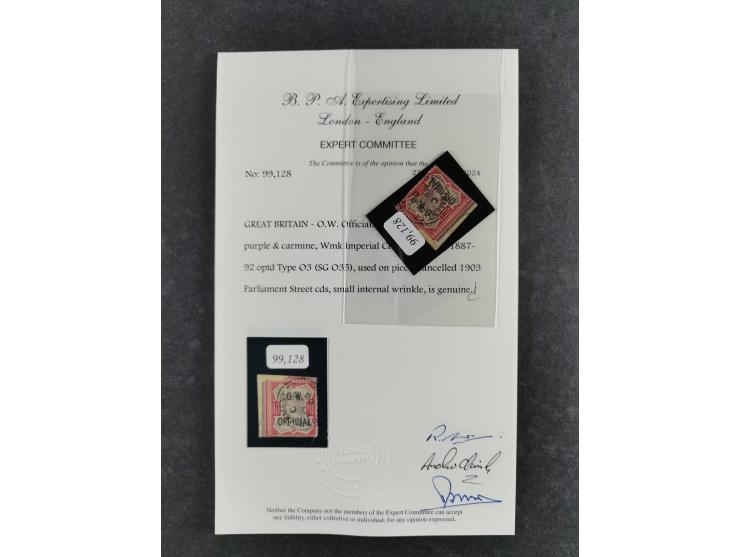 B. P. A. Expertising Limited
London - England
EXPERT COMMITTEE
The Committee is of the opinion that the
No: 99,128 2024
GREAT BRITAIN - O.W. Official
purple & carmine, Wmk Imperial 1887-
92 optd Type O3 (SG O33), used on piece cancelled 1903
Parliament Street cds, small internal wrinkle, is genuine,
O.W.
OFFICIAL
99,128
99,128
O.W.
OFFICIAL
EXPERT
COMMITTEE
Neither the Company nor the members of the Expert Committee can accept
any liability, either collective or individual, for any opinion expressed.